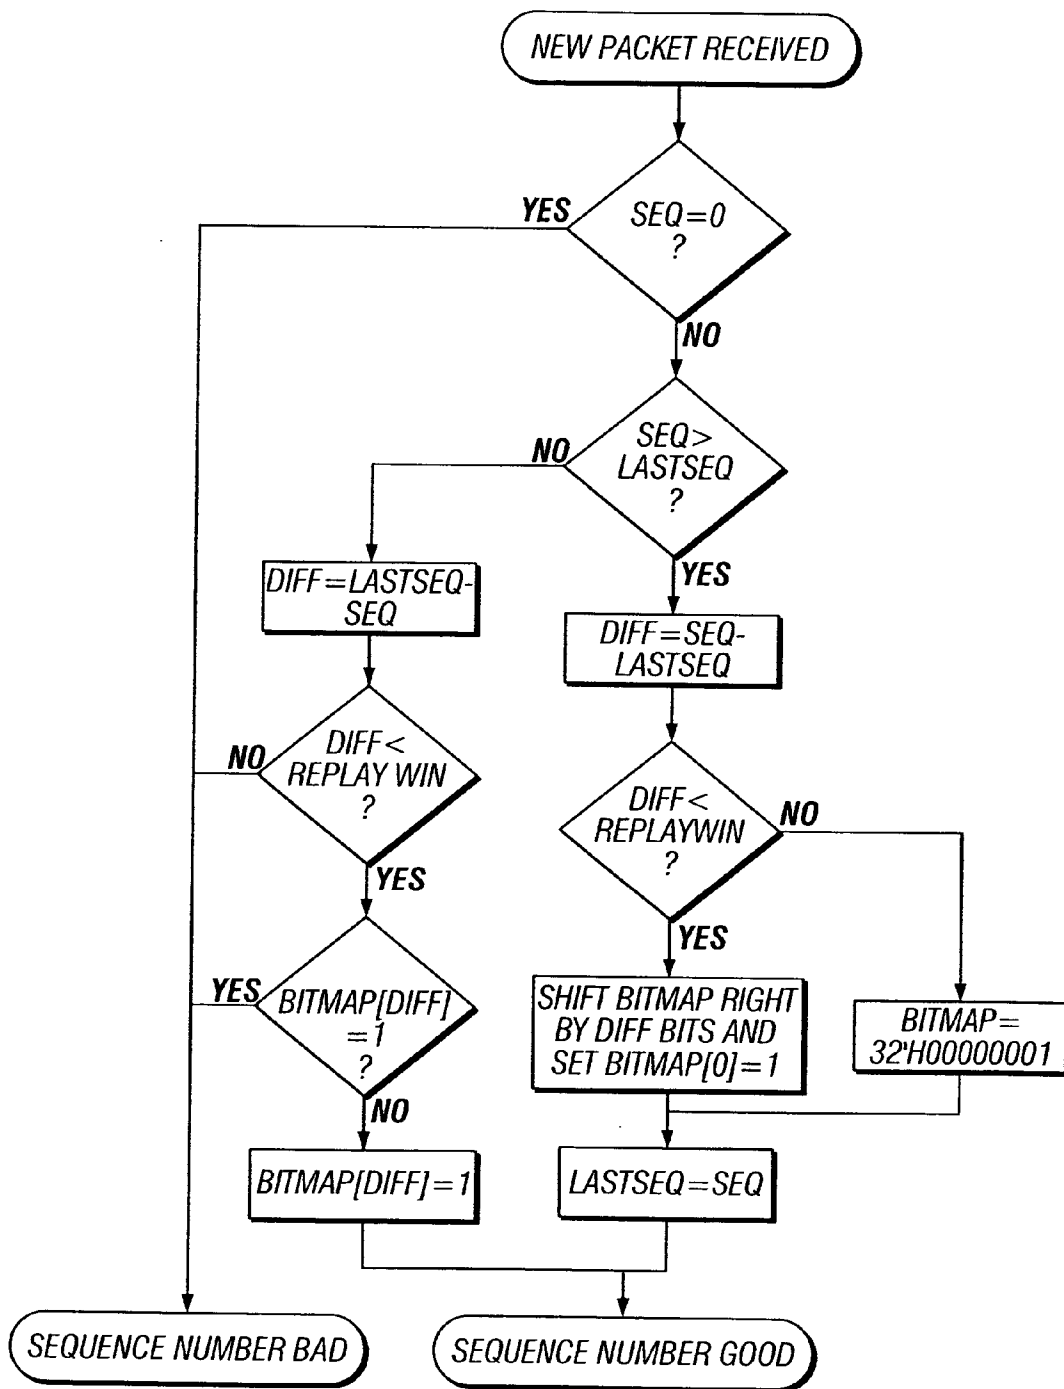 NEW PACKET RECEIVED
YES
SEQ=0
?
NO
NO
SEQ>
LASTSEQ
?
YES
DIFF=LASTSEQ-
SEQ
DIFF=SEQ-
LASTSEQ
NO
DIFF<
REPLAY WIN
?
YES
DIFF<
REPLAYWIN
?
NO
YES
YES
BITMAP[DIFF]
=1
?
NO
SHIFT BITMAP RIGHT
BY DIFF BITS AND
SET BITMAP[0]=1
BITMAP=
32'H00000001
BITMAP[DIFF]=1
LASTSEQ=SEQ
SEQUENCE NUMBER BAD
SEQUENCE NUMBER GOOD